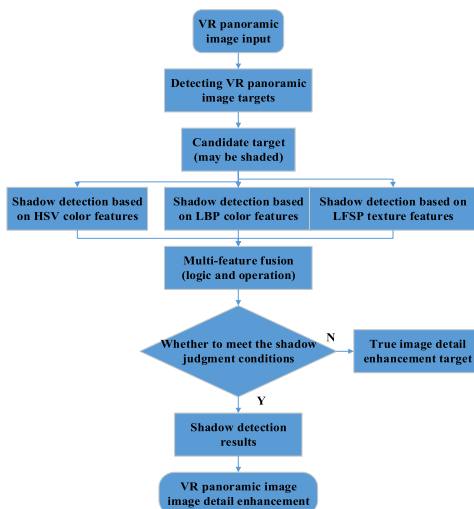 VR panoramic
image input
Detecting VR panoramic
image targets
Candidate target
(may be shaded)
Shadow detection based
on HSV color features
Shadow detection based
on LBP color features
Shadow detection based on
LFSP texture features
Multi-feature fusion
(logic and operation)
Whether to meet the shadow
judgment conditions
N
True image detail
enhancement target
Y
Shadow detection
results
VR panoramic image
image detail enhancement